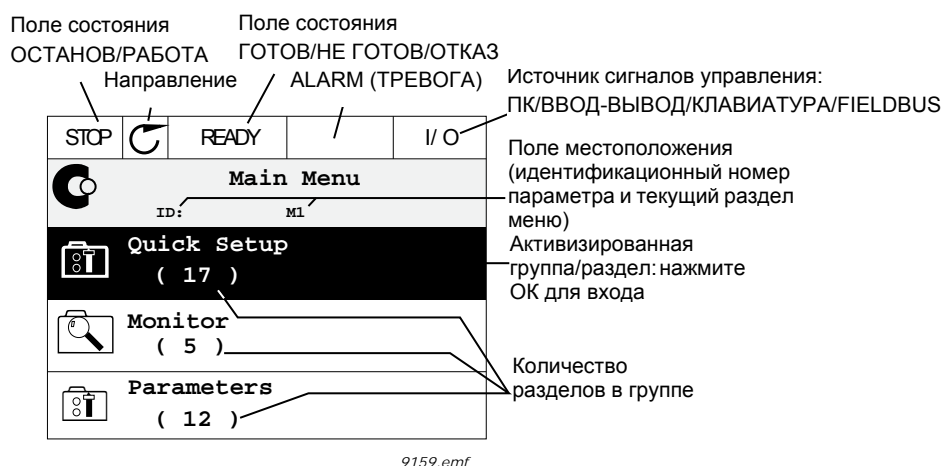 Поле состояния
ОСТАНОВ/РАБОТА
Направление
Поле состояния
ГОТОВ/НЕ ГОТОВ/ОТКАЗ
ALARM (ТРЕВОГА)
Источник сигналов управления:
ПК/ВВОД-ВЫВОД/КЛАВИАТУРА/FIELDBUS
STOP
READY
I/ O
Main Menu
ID:
M1
Поле местоположения
(идентификационный номер
параметра и текущий раздел
меню)
Quick Setup
( 17 )
Активизированная
группа/раздел: нажмите
ОК для входа
Monitor
( 5 )
Parameters
( 12 )
Количество
разделов в группе
9159.emf